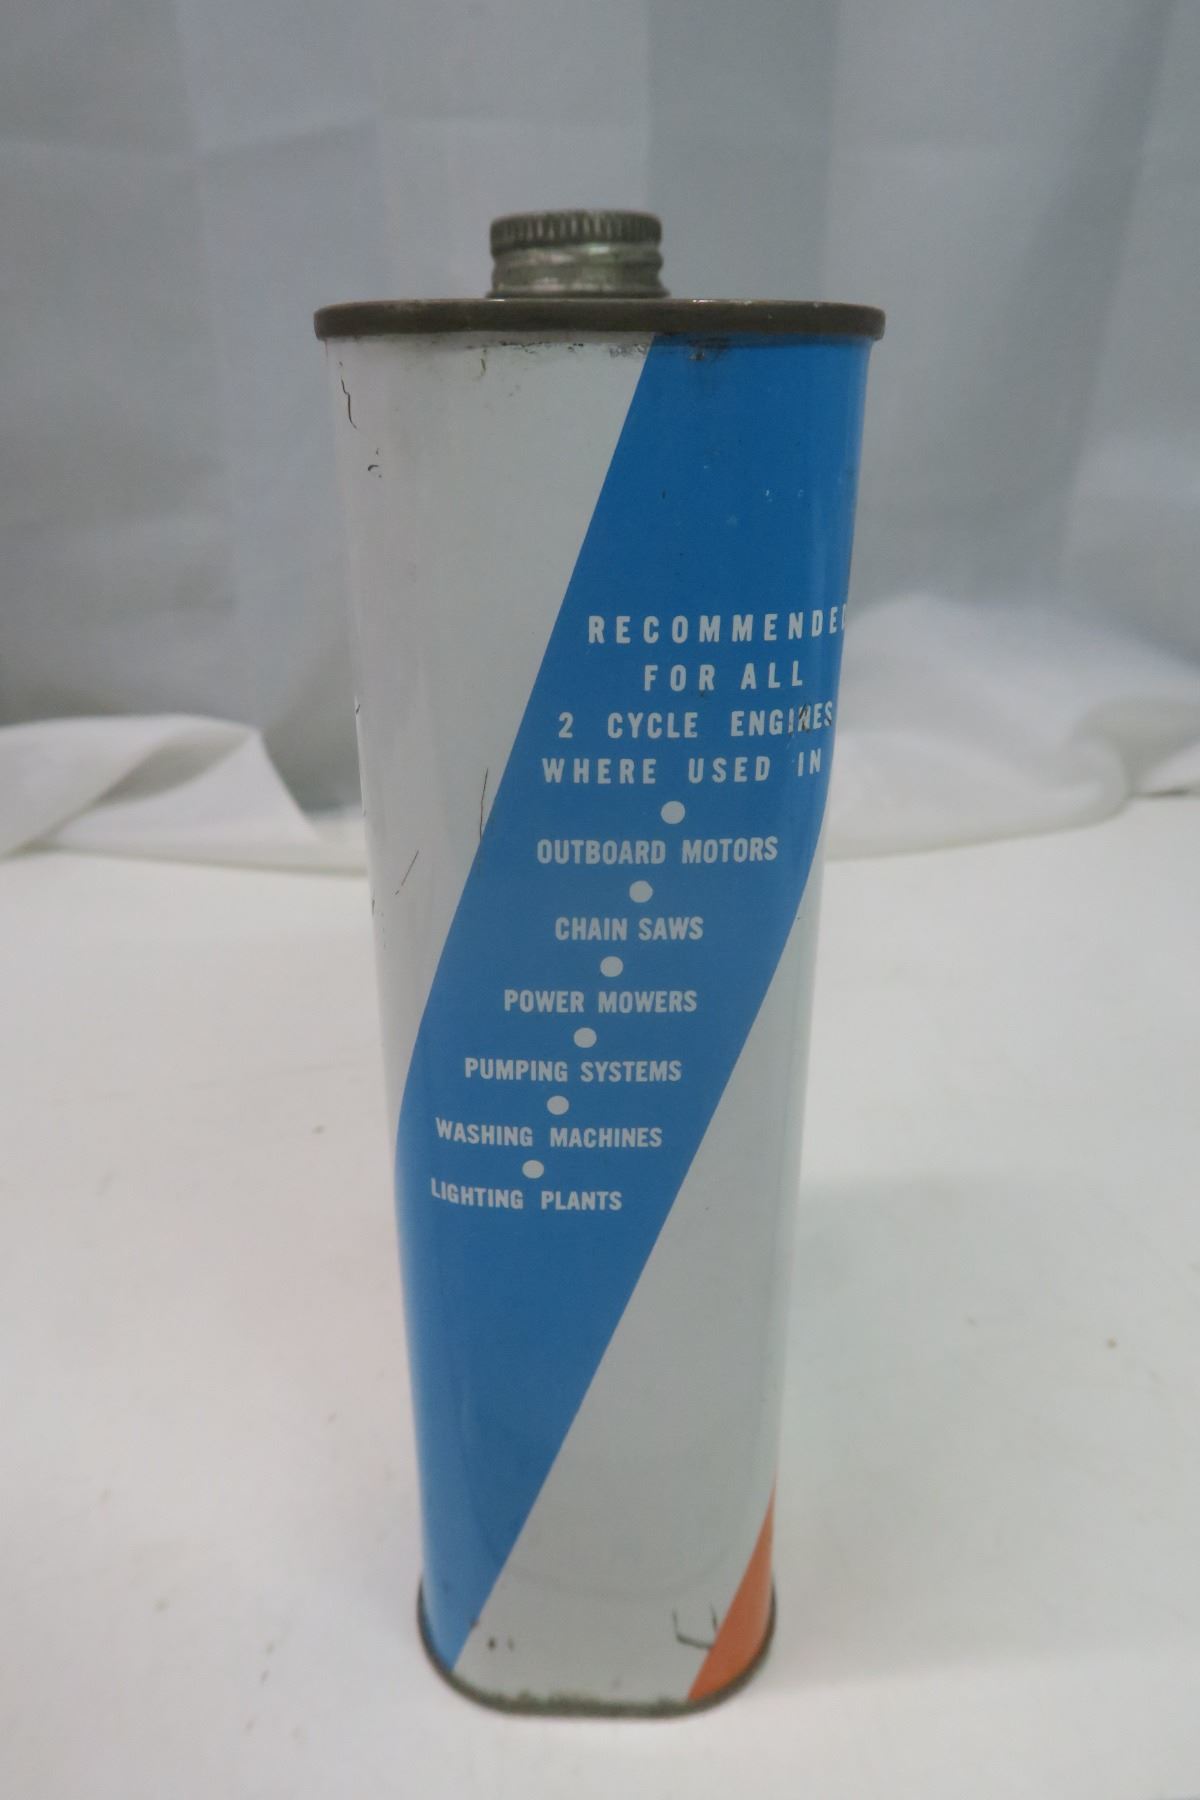 RECOMMENDED
FOR ALL
2 CYCLE ENGINES
WHERE USED IN
OUTBOARD MOTORS
CHAIN SAWS
POWER MOWERS
PUMPING SYSTEMS
WASHING MACHINES
LIGHTING PLANTS